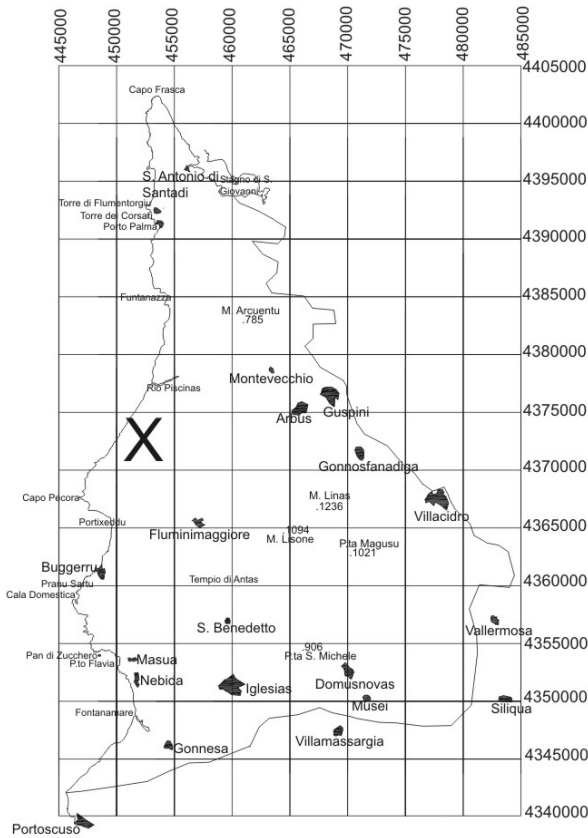 445000
450000
455000
460000
465000
470000
475000
480000
485000
4405000
Capo Frasca
4400000
S. Antonio di
Santadi
Stagno di S.
Giovanni
4395000
Torre di Flumentorgiu
Torre dei Corsari
Porto Palma
4390000
Funtanazza
4385000
M. Arcuentu
.785
4380000
Montevecchio
Rio Piscinas
Guspini
Arbus
4375000
X
Gonnosfanadiga
4370000
Capo Pecora
M. Linas
.1236
Villacidro
Portixeddu
Fluminimaggiore
.1094
M. Lisone
4365000
P.ta Magusu
.1021
Buggerru
Pranu Sartu
Cala Domestica
Tempio di Antas
4360000
S. Benedetto
Vallermosa
4355000
Pan di Zucchero
P.to Flavia
Masua
.906
P.ta S. Michele
Nebida
Iglesias
Domusnovas
Musei
Siliqua
4350000
Fontanamare
Gonnesa
Villamassargia
4345000
4340000
Portoscuso